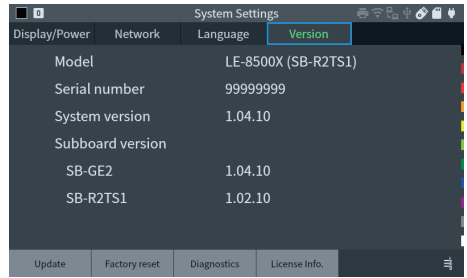 0 System Settings
Display/Power Network Language Version
Model LE-8500X (SB-R2TS1)
Serial number 99999999
System version 1.04.10
Subboard version
SB-GE2 1.04.10
SB-R2TS1 1.02.10
Update Factory reset Diagnostics License Info.